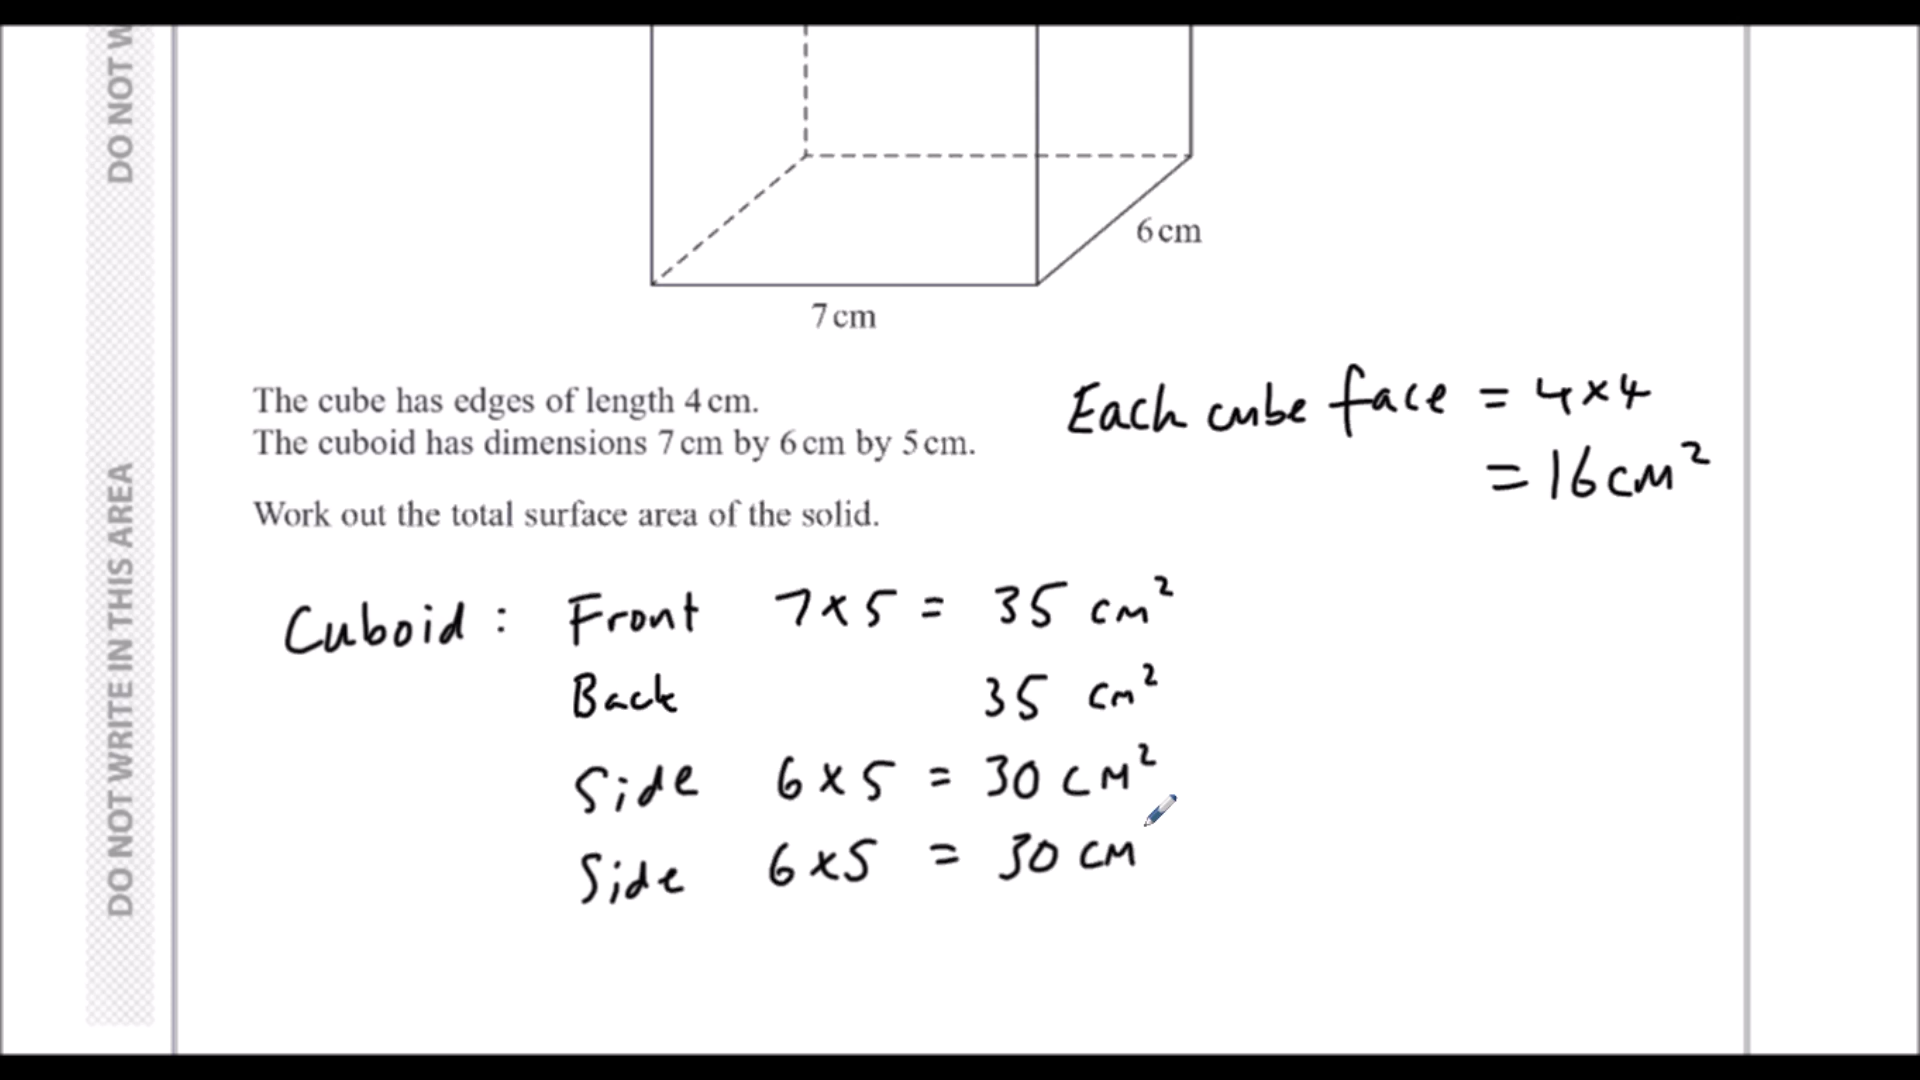 DO NOT W
6 cm
7 cm
The cube has edges of length 4 cm.
The cuboid has dimensions 7 cm by 6 cm by 5 cm.
Work out the total surface area of the solid.
Each cube face = 4×4
= 16cm²
Cuboid : Front 7×5 = 35 cm²
Back 35 cm²
Side 6×5 = 30 cm²
Side 6×5 = 30 cm
DO NOT WRITE IN THIS AREA